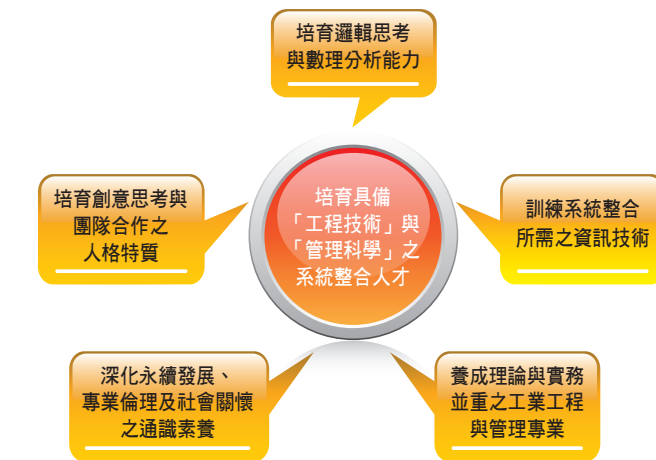 培育邏輯思考
與數理分析能力
培育創意思考與
團隊合作之
人格特質
培育具備
「工程技術」與
「管理科學」之
系統整合人才
訓練系統整合
所需之資訊技術
深化永續發展、
專業倫理及社會關懷
之通識素養
養成理論與實務
並重之工業工程
與管理專業